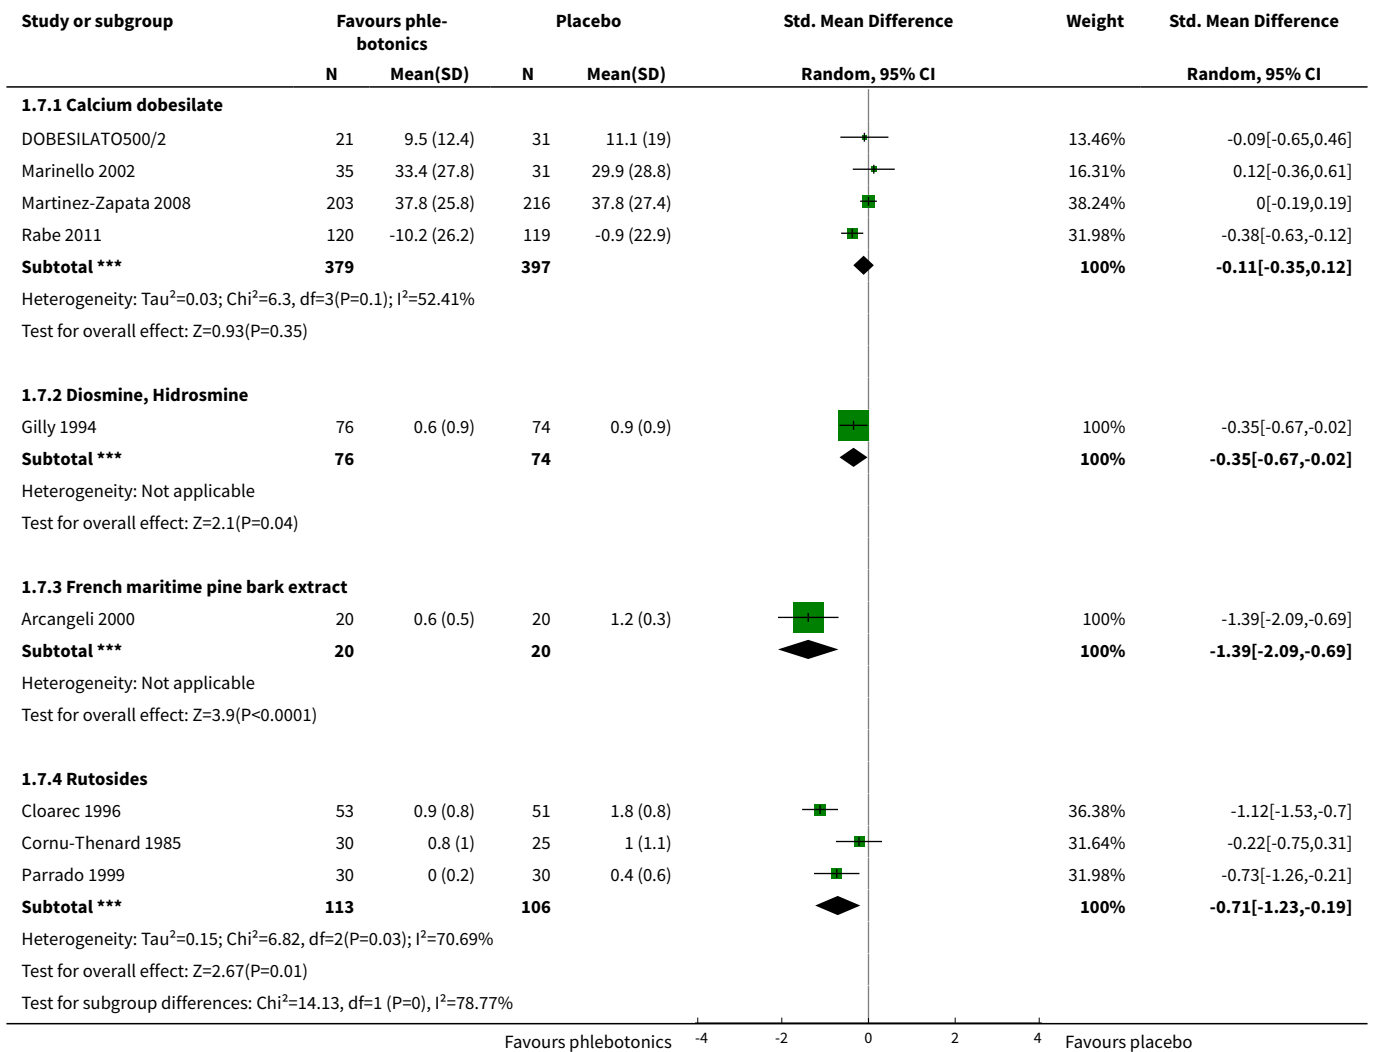 Study or subgroup Favours phle- Placebo Std. Mean Difference Weight Std. Mean Difference
botonics
N Mean(SD) N Mean(SD) Random, 95% CI Random, 95% CI
1.7.1 Calcium dobesilate
DOBESILATO500/2 21 9.5 (12.4) 31 11.1 (19) 13.46% -0.09[-0.65,0.46]
Marinello 2002 35 33.4 (27.8) 31 29.9 (28.8) 16.31% 0.12[-0.36,0.61]
Martinez-Zapata 2008 203 37.8 (25.8) 216 37.8 (27.4) 38.24% 0[-0.19,0.19]
Rabe 2011 120 -10.2 (26.2) 119 -0.9 (22.9) 31.98% -0.38[-0.63,-0.12]
Subtotal *** 379 397 100% -0.11[-0.35,0.12]
Heterogeneity: Tau²=0.03; Chi²=6.3, df=3(P=0.1); I²=52.41%
Test for overall effect: Z=0.93(P=0.35)
1.7.2 Diosmine, Hidrosmine
Gilly 1994 76 0.6 (0.9) 74 0.9 (0.9) 100% -0.35[-0.67,-0.02]
Subtotal *** 76 74 100% -0.35[-0.67,-0.02]
Heterogeneity: Not applicable
Test for overall effect: Z=2.1(P=0.04)
1.7.3 French maritime pine bark extract
Arcangeli 2000 20 0.6 (0.5) 20 1.2 (0.3) 100% -1.39[-2.09,-0.69]
Subtotal *** 20 20 100% -1.39[-2.09,-0.69]
Heterogeneity: Not applicable
Test for overall effect: Z=3.9(P<0.0001)
1.7.4 Rutosides
Cloarec 1996 53 0.9 (0.8) 51 1.8 (0.8) 36.38% -1.12[-1.53,-0.7]
Cornu-Thenard 1985 30 0.8 (1) 25 1 (1.1) 31.64% -0.22[-0.75,0.31]
Parrado 1999 30 0 (0.2) 30 0.4 (0.6) 31.98% -0.73[-1.26,-0.21]
Subtotal *** 113 106 100% -0.71[-1.23,-0.19]
Heterogeneity: Tau²=0.15; Chi²=6.82, df=2(P=0.03); I²=70.69%
Test for overall effect: Z=2.67(P=0.01)
Test for subgroup differences: Chi²=14.13, df=1 (P=0), I²=78.77%
Favours phlebotonics -4 -2 0 2 4 Favours placebo